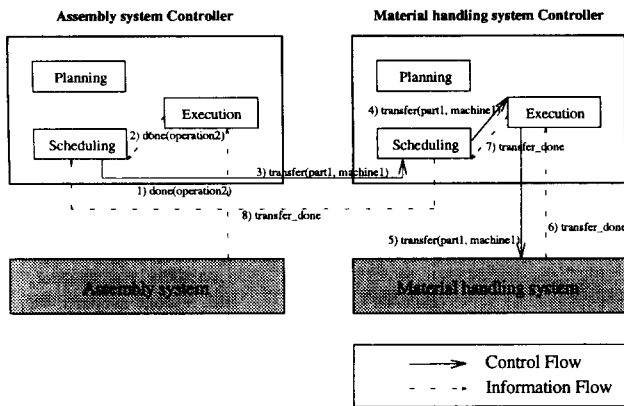 Assembly system Controller
Material handling system Controller
Planning
Execution
2) done(operation2)
Scheduling
Planning
4) transfer(part1, machine1)
Execution
Scheduling
7) transfer_done
3) transfer(part1, machine1)
1) done(operation2)
8) transfer_done
6) transfer_done
5) transfer(part1, machine1)
Assembly system
Material handling system
Control Flow
Information Flow